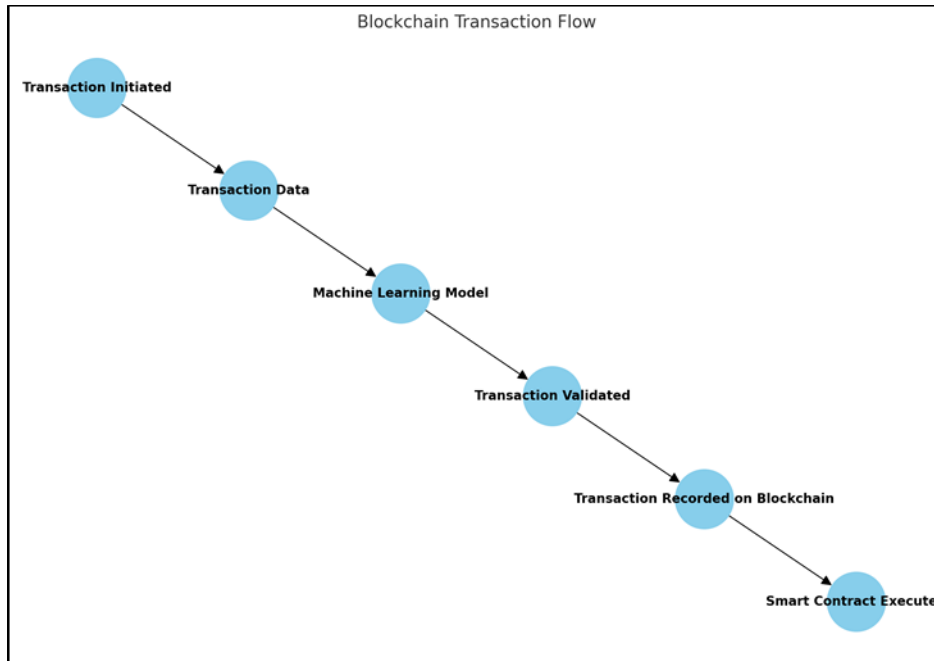 Blockchain Transaction Flow
Transaction Initiated
Transaction Data
Machine Learning Model
Transaction Validated
Transaction Recorded on Blockchain
Smart Contract Execute